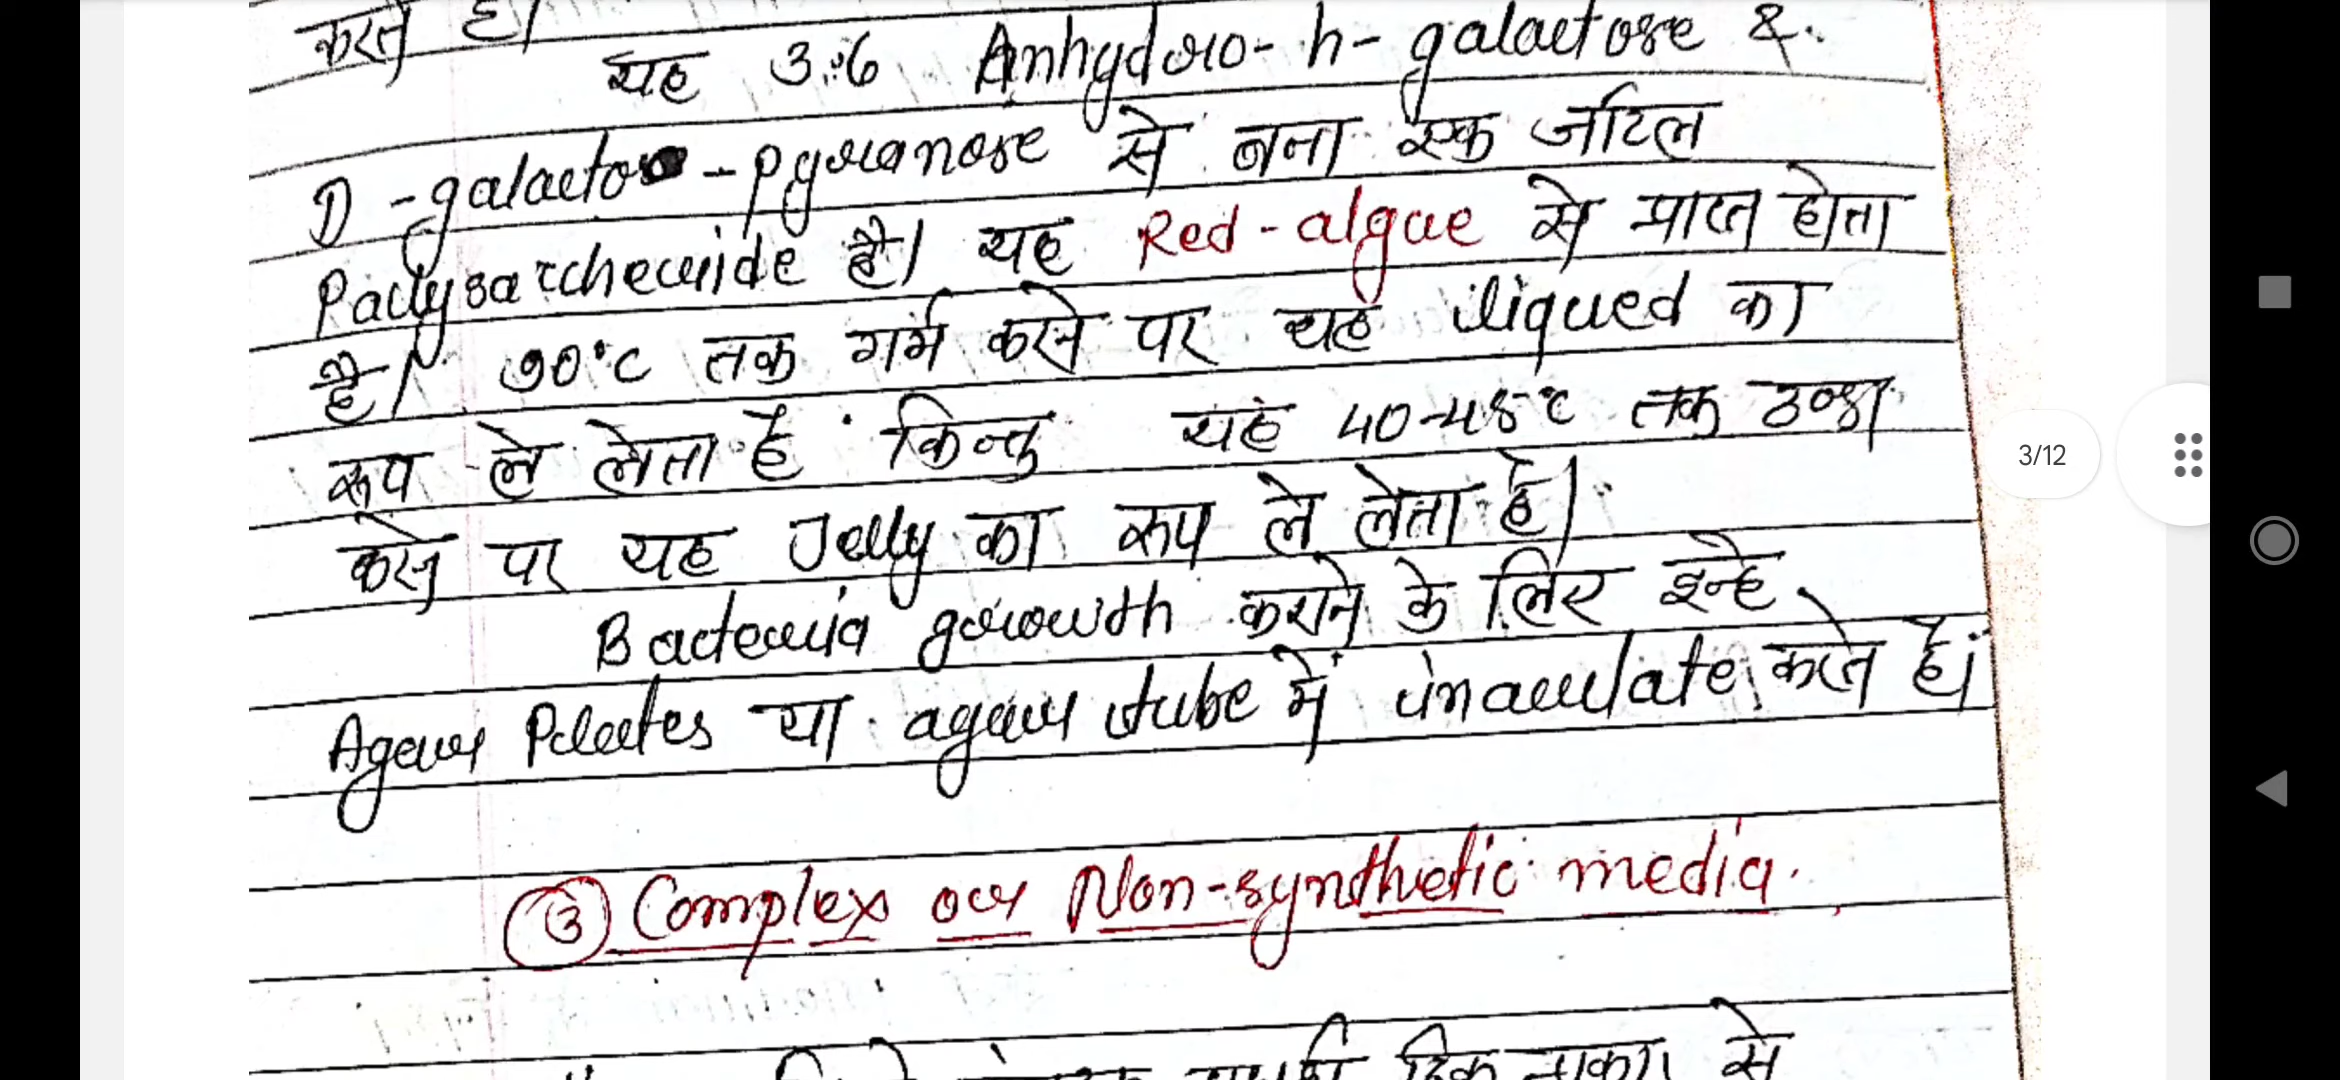 करते है।
यह 3:6 Anhydro-h-galactose &
D-galacto-pyranose से बना एक जटिल
Pallysarcheride है। यह Red-algae से प्राप्त होता
है। 90°C तक गर्म करने पर यह liqued का
रूप ले लेता है किन्तु यह 40-45°C तक ठण्डा
करने पर यह Jelly का रूप ले लेता है।
Bacteria growth कराने के लिए इन्हे
Agar Plates या agar tube में inaculate करते है।
③ Complex or Non-synthetic media.
से
3/12